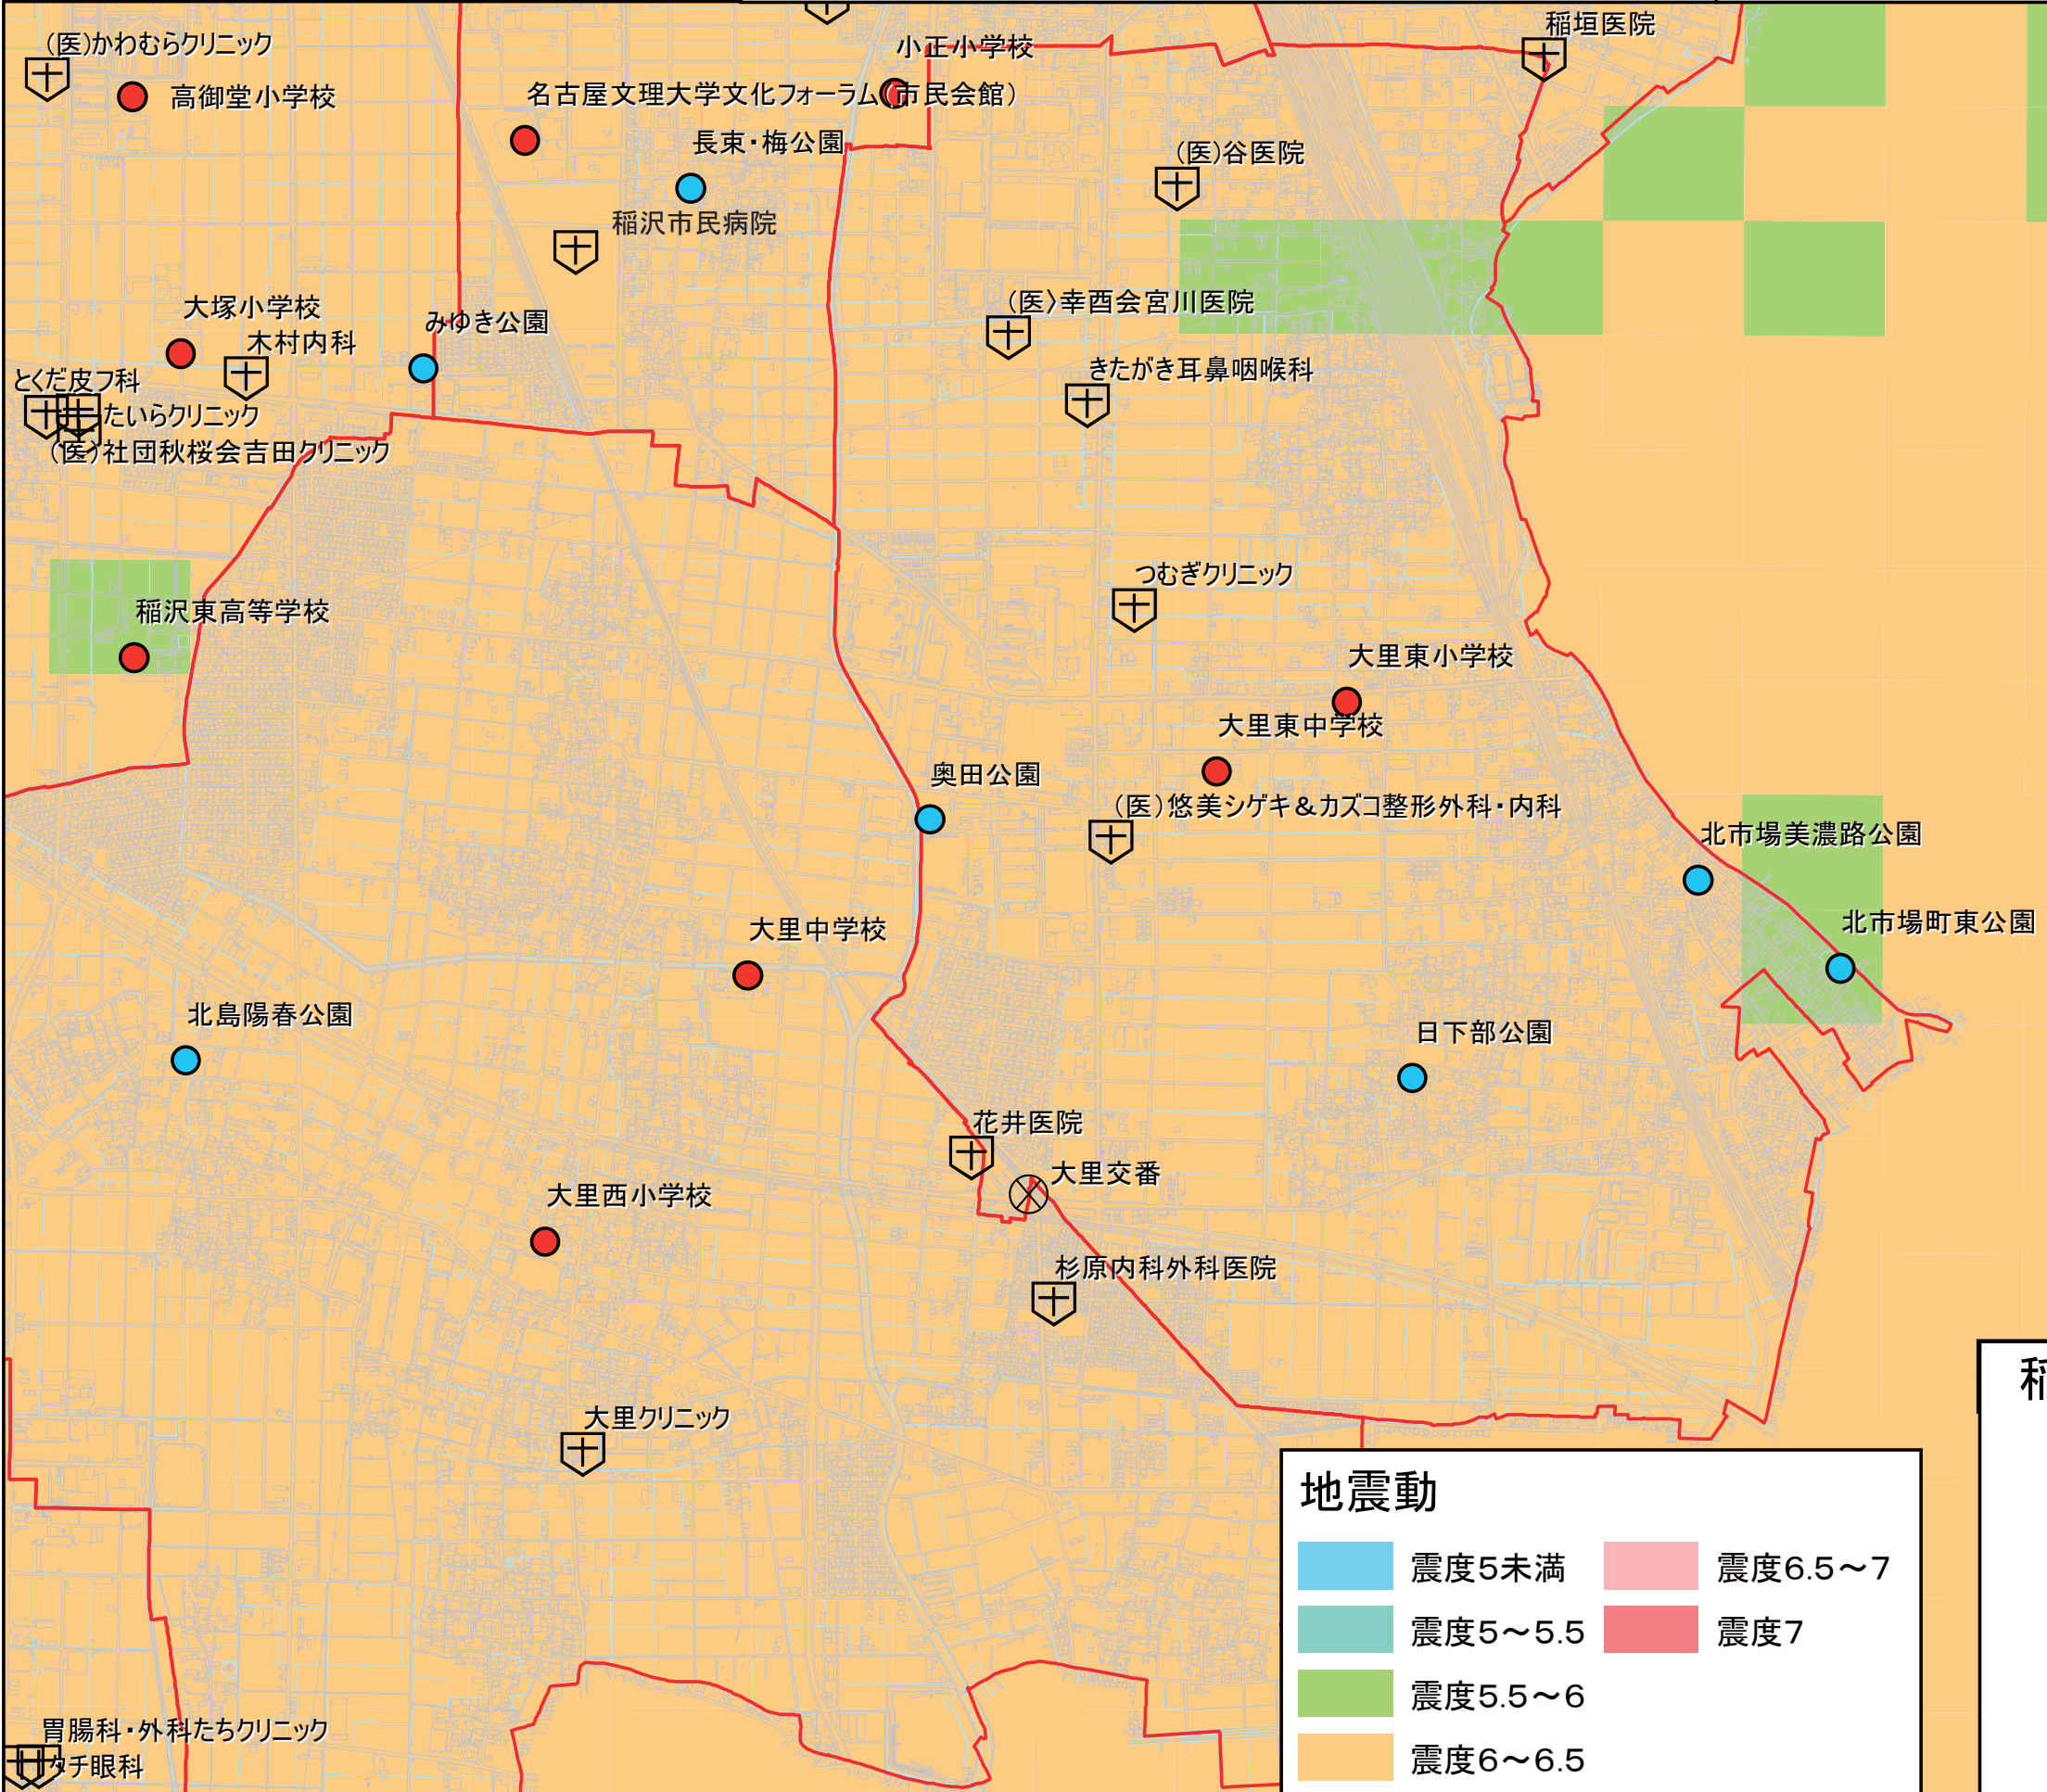 稲垣医院
小正小学校
（医）かわむらクリニック
高御堂小学校
名古屋文理大学文化フォーラム（市民会館）
長束・梅公園
（医）谷医院
稲沢市民病院
（医）幸酉会宮川医院
大塚小学校
みゆき公園
木村内科
きたがき耳鼻咽喉科
とくだ皮フ科
たいらクリニック
（医）社団秋桜会吉田クリニック
つむぎクリニック
稲沢東高等学校
大里東小学校
大里東中学校
奥田公園
（医）悠美シゲキ＆カズコ整形外科・内科
北市場美濃路公園
北市場町東公園
大里中学校
北島陽春公園
日下部公園
花井医院
大里交番
大里西小学校
杉原内科外科医院
大里クリニック
地震動
震度5未満
震度6.5～7
震度5～5.5
震度7
震度5.5～6
震度6～6.5
胃腸科・外科たちクリニック
タチ眼科